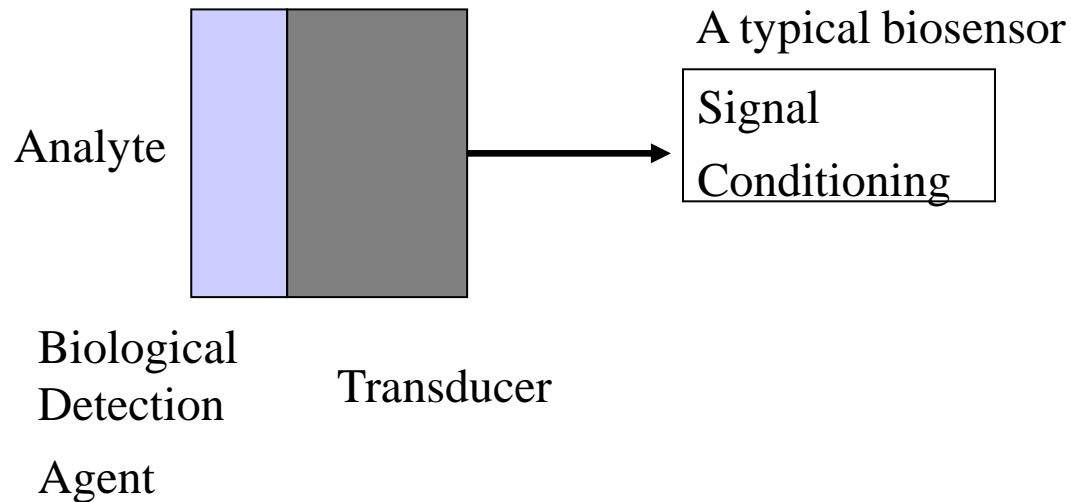 A typical biosensor
Signal
Conditioning
Analyte
Biological
Detection
Agent
Transducer